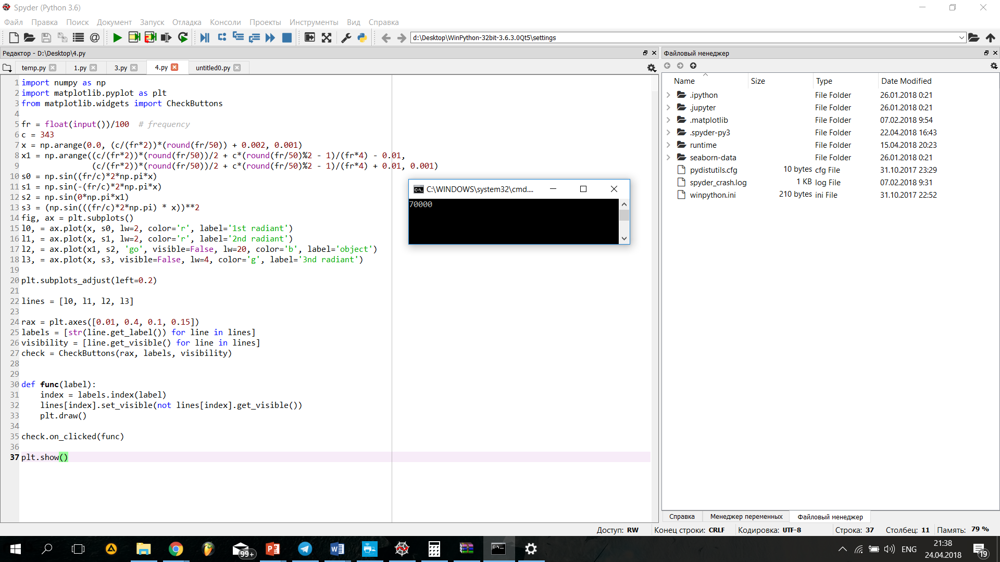 Spyder (Python 3.6)
Файл Правка Поиск Документ Запуск Отладка Консоли Проекты Инструменты Вид Справка
d:\Desktop\WinPython-32bit-3.6.3.0Qt5\settings
Редактор - D:\Desktop\4.py
temp.py 1.py 3.py 4.py untitled0.py
1 import numpy as np
2 import matplotlib.pyplot as plt
3 from matplotlib.widgets import CheckButtons
4
5 fr = float(input())/100  # frequency
6 c = 343
7 x = np.arange(0.0, (c/(fr*2))*(round(fr/50)) + 0.002, 0.001)
8 x1 = np.arange((c/(fr*2))*(round(fr/50))/2 + c*(round(fr/50)%2 - 1)/(fr*4) - 0.01,
9                (c/(fr*2))*(round(fr/50))/2 + c*(round(fr/50)%2 - 1)/(fr*4) + 0.01, 0.001)
10 s0 = np.sin((fr/c)*2*np.pi*x)
11 s1 = np.sin(-(fr/c)*2*np.pi*x)
12 s2 = np.sin(0*np.pi*x1)
13 s3 = (np.sin(((fr/c)*2*np.pi) * x))**2
14 fig, ax = plt.subplots()
15 l0, = ax.plot(x, s0, lw=2, color='r', label='1st radiant')
16 l1, = ax.plot(x, s1, lw=2, color='r', label='2nd radiant')
17 l2, = ax.plot(x1, s2, 'go', visible=False, lw=20, color='b', label='object')
18 l3, = ax.plot(x, s3, visible=False, lw=4, color='g', label='3nd radiant')
19
20 plt.subplots_adjust(left=0.2)
21
22 lines = [l0, l1, l2, l3]
23
24 rax = plt.axes([0.01, 0.4, 0.1, 0.15])
25 labels = [str(line.get_label()) for line in lines]
26 visibility = [line.get_visible() for line in lines]
27 check = CheckButtons(rax, labels, visibility)
28
29
30 def func(label):
31     index = labels.index(label)
32     lines[index].set_visible(not lines[index].get_visible())
33     plt.draw()
34
35 check.on_clicked(func)
36
37 plt.show()
C:\WINDOWS\system32\cmd....
70000
Файловый менеджер
Name Size Type Date Modified
.ipython File Folder 26.01.2018 0:21
.jupyter File Folder 26.01.2018 0:21
.matplotlib File Folder 07.02.2018 9:54
.spyder-py3 File Folder 22.04.2018 16:43
runtime File Folder 15.04.2018 20:23
seaborn-data File Folder 26.01.2018 0:21
pydistutils.cfg 10 bytes cfg File 31.10.2017 23:29
spyder_crash.log 1 KB log File 07.02.2018 9:31
winpython.ini 210 bytes ini File 31.10.2017 22:52
Справка Менеджер переменных Файловый менеджер
Доступ: RW Конец строки: CRLF Кодировка: UTF-8 Строка: 37 Столбец: 11 Память: 79 %
99+
ENG
21:38
24.04.2018
19